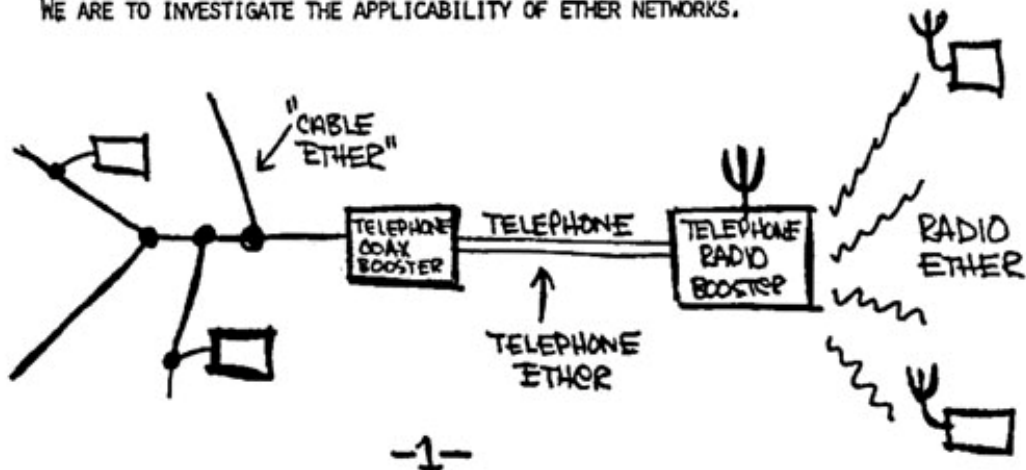 WE ARE TO INVESTIGATE THE APPLICABILITY OF ETHER NETWORKS.
"CABLE
ETHER"
TELEPHONE
COAX
BOOSTER
TELEPHONE
TELEPHONE
ETHER
TELEPHONE
RADIO
BOOSTER
RADIO
ETHER
-1-